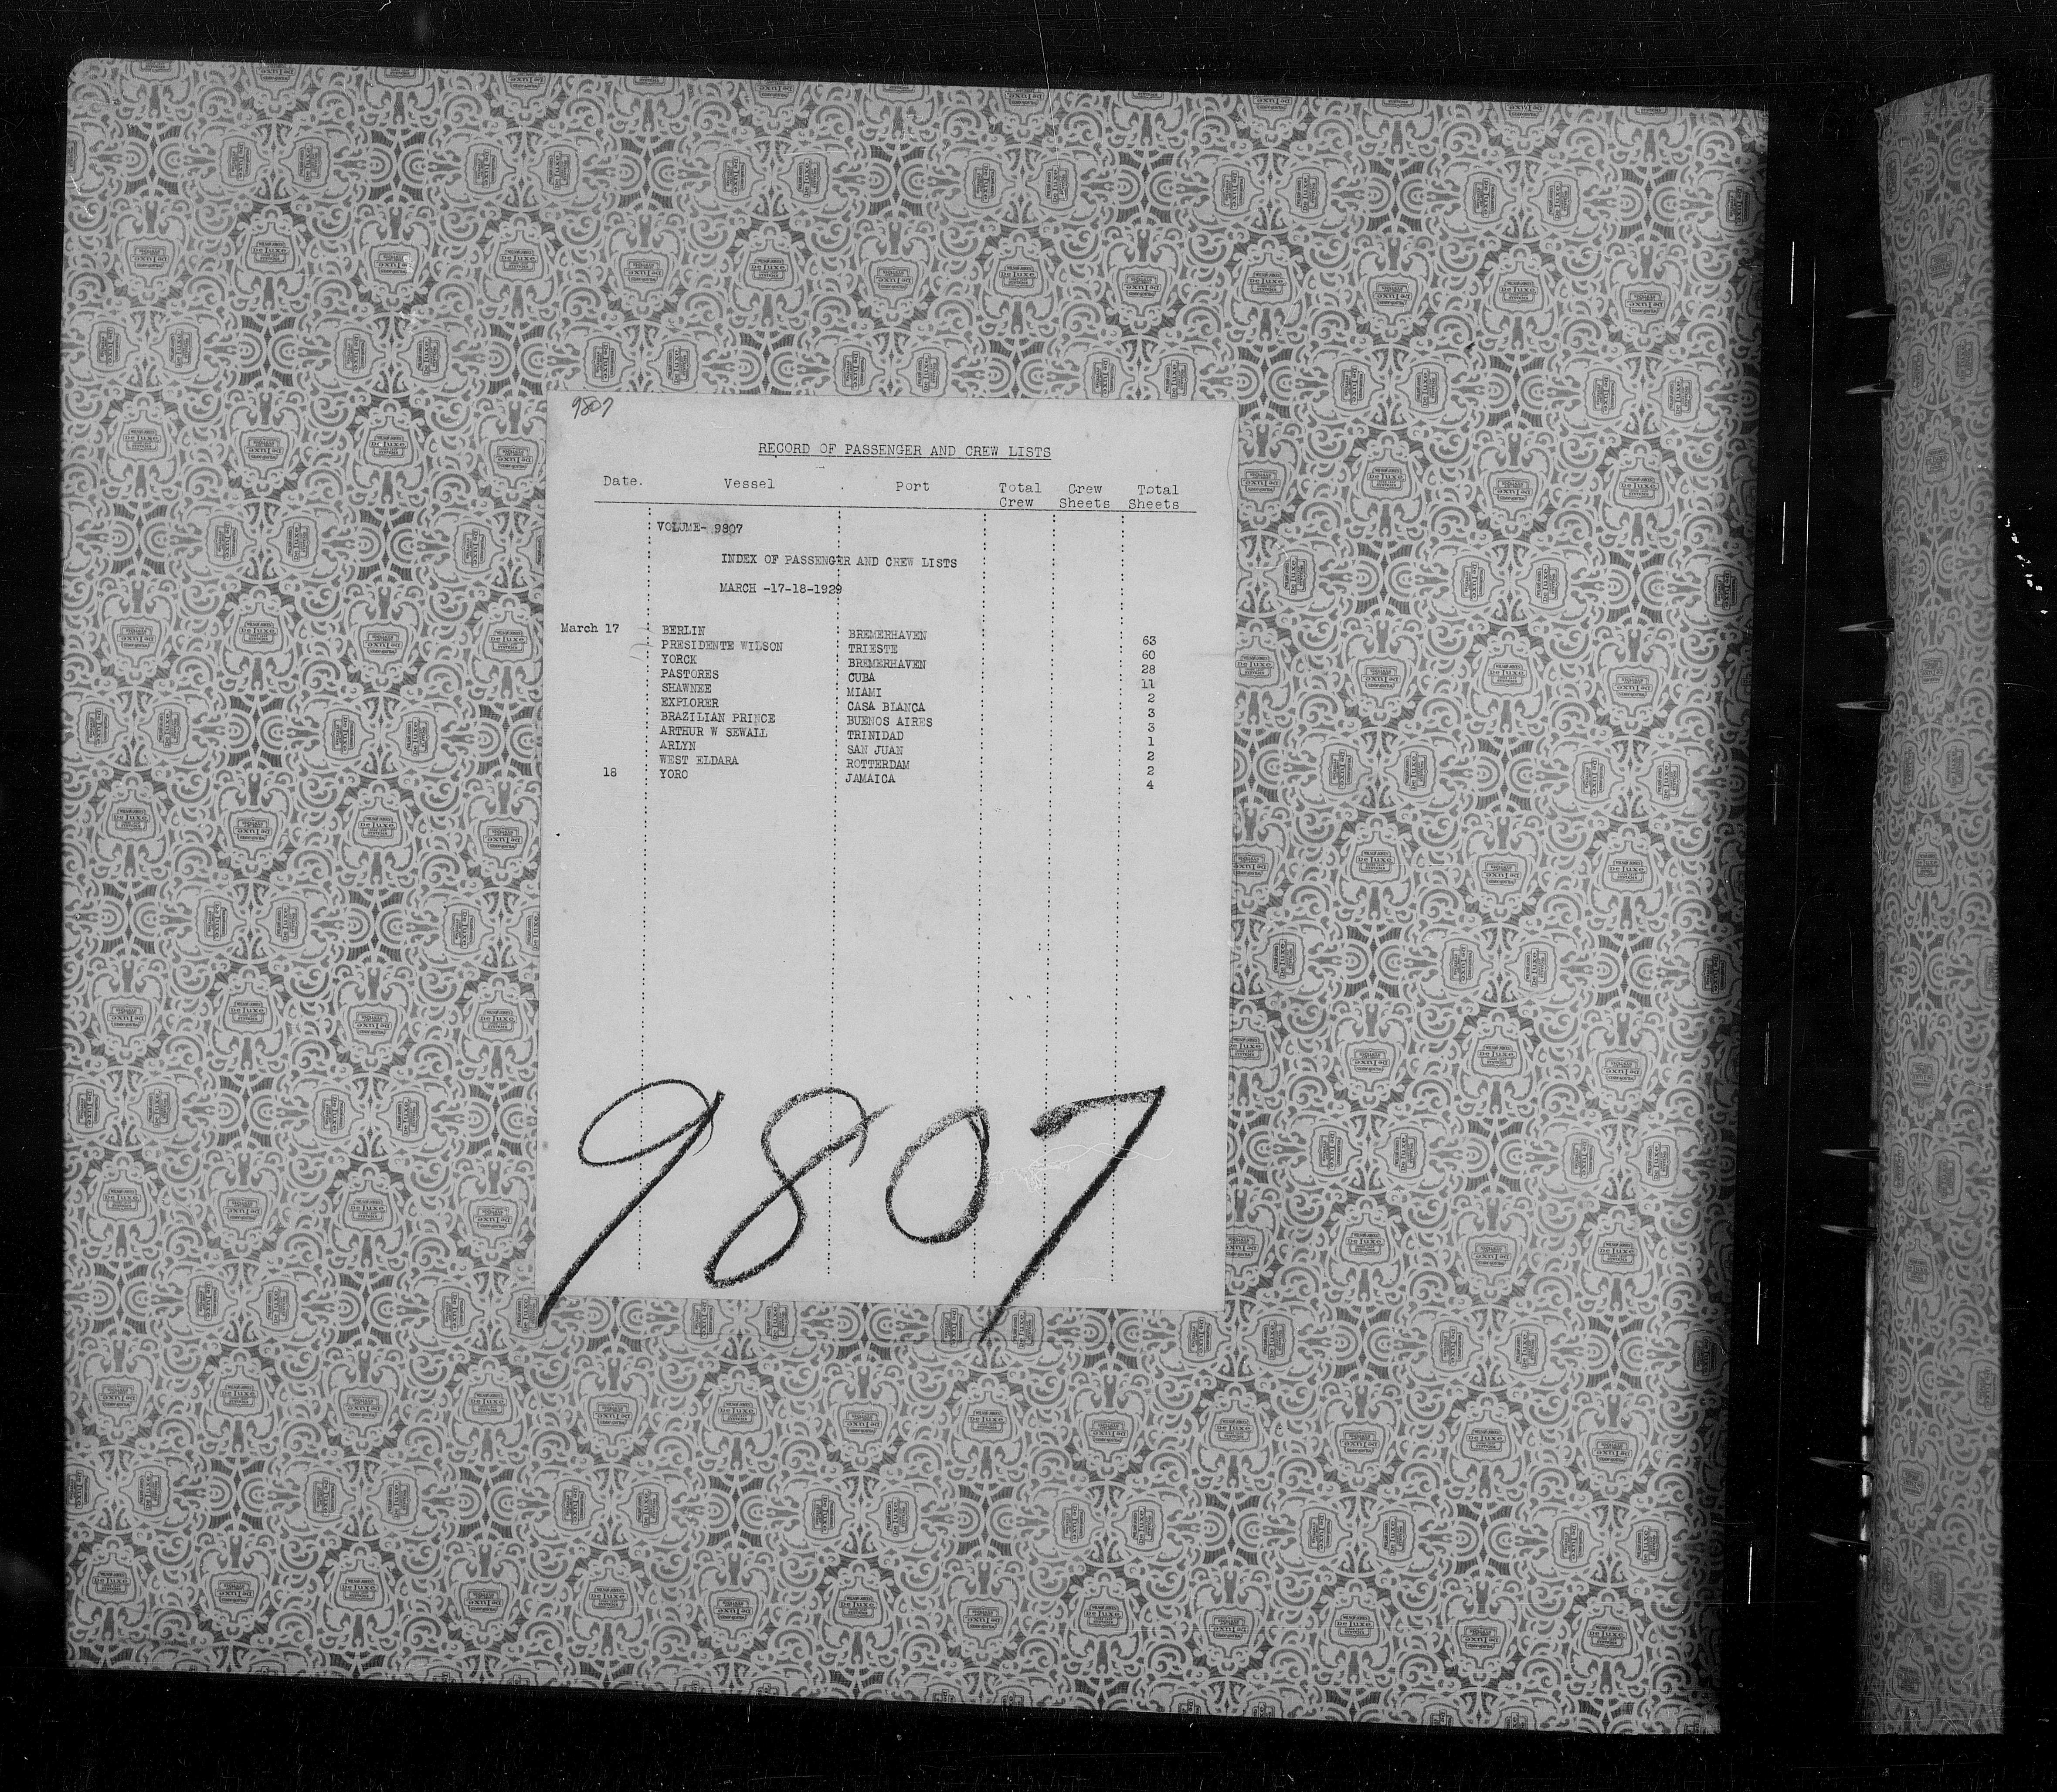 9807
RECORD OF PASSENGER AND CREW LISTS
Date. Vessel Port Total Crew Crew Sheets Total Sheets
VOLUME- 9807
INDEX OF PASSENGER AND CREW LISTS
MARCH -17-18-1929
March 17 BERLIN BREMERHAVEN 63
PRESIDENTE WILSON TRIESTE 60
YORCK BREMERHAVEN 28
PASTORES CUBA 11
SHAWNEE MIAMI 2
EXPLORER CASA BLANCA 3
BRAZILIAN PRINCE BUENOS AIRES 3
ARTHUR W SEWALL TRINIDAD 1
ARLYN SAN JUAN 2
WEST ELDARA ROTTERDAM 2
18 YORO JAMAICA 4
9807